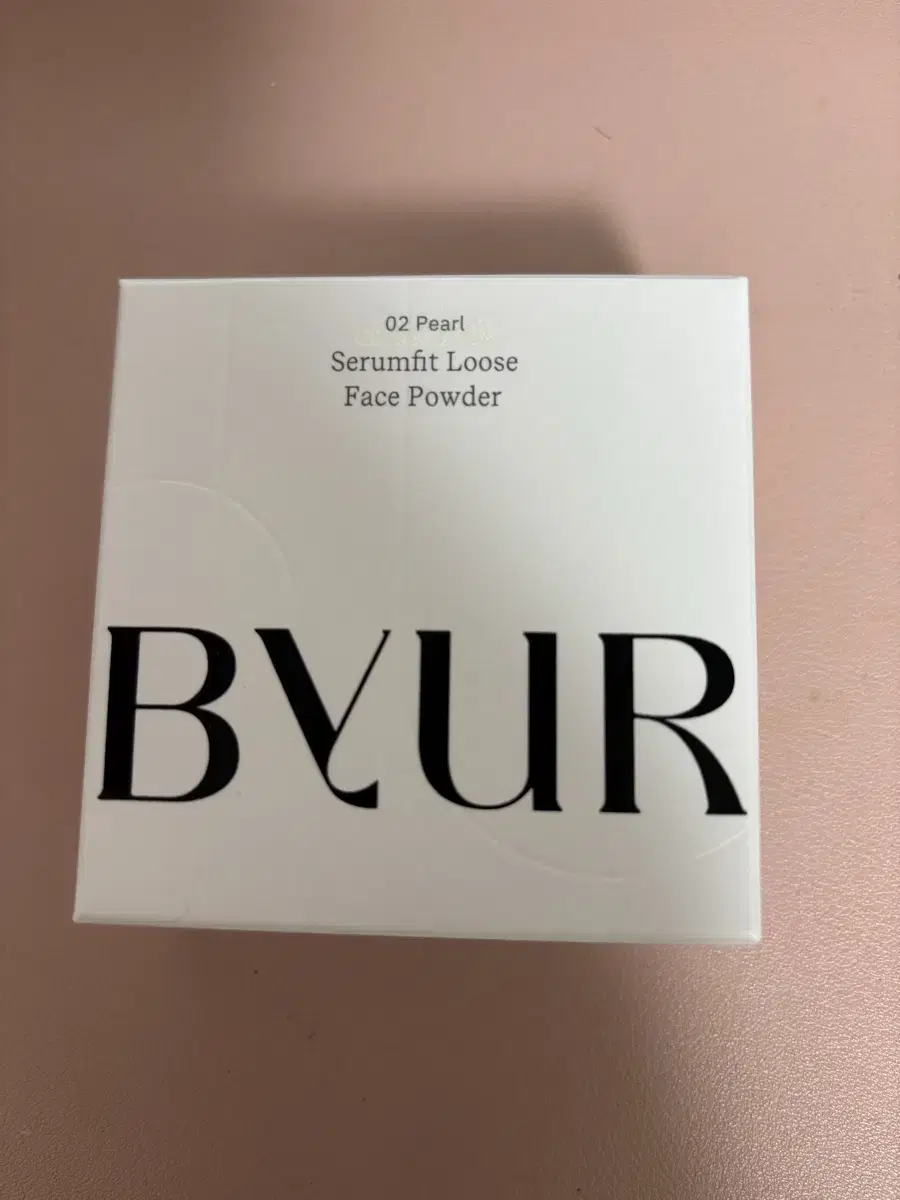 02 Pearl
Serumfit Loose
Face Powder
BYUR